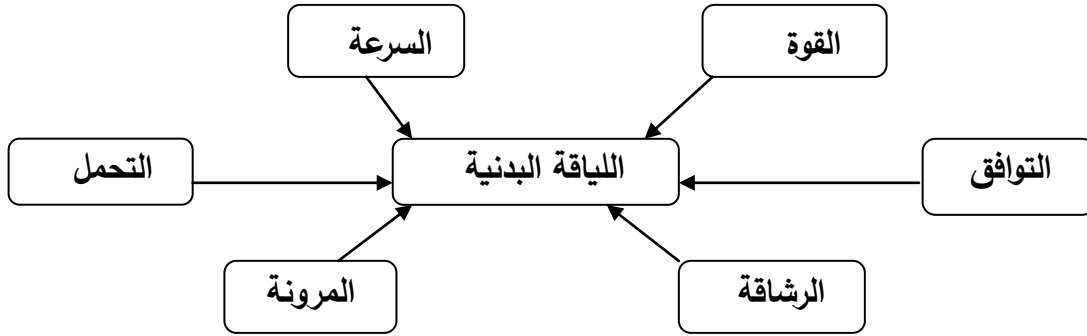 القوة
السرعة
التوافق
اللياقة البدنية
التحمل
الرشاقة
المرونة